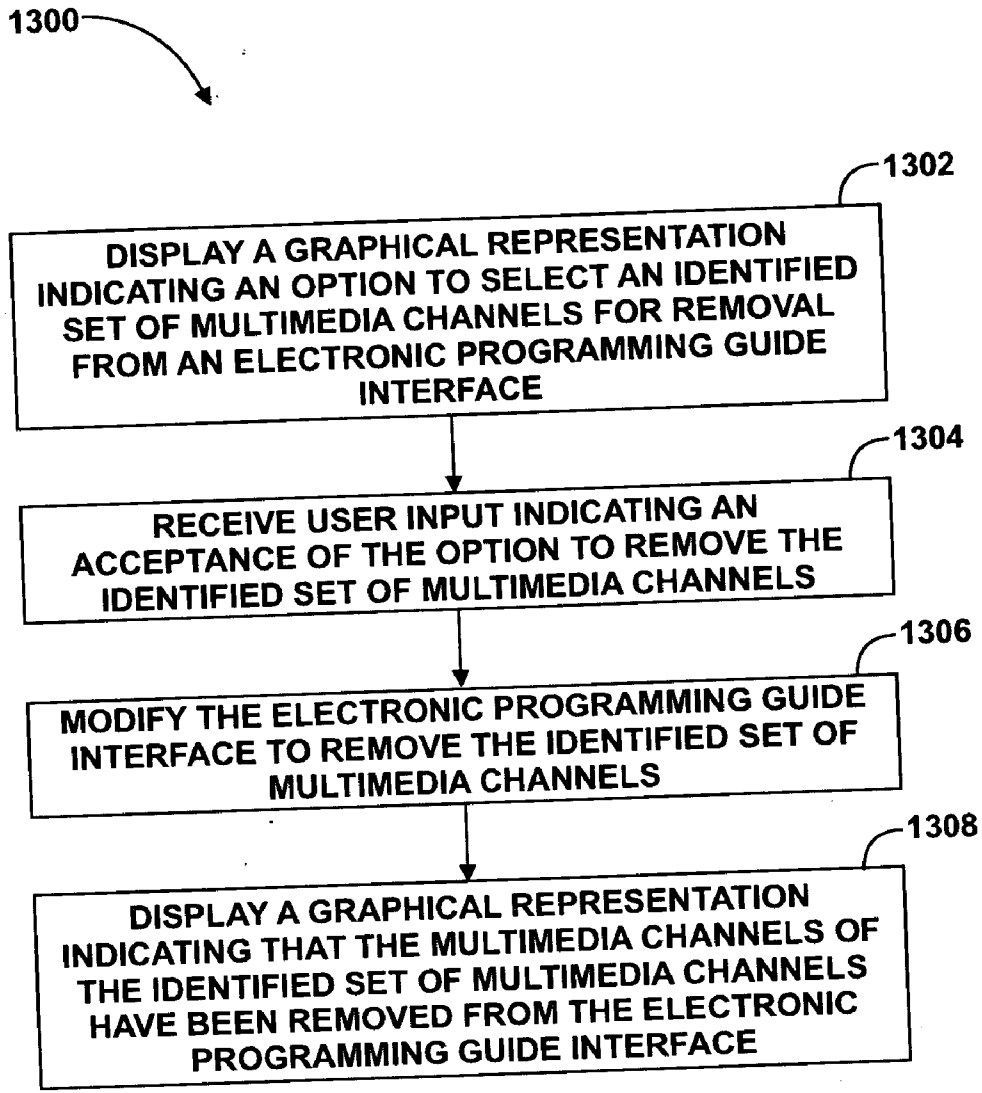 1300
1302
DISPLAY A GRAPHICAL REPRESENTATION
INDICATING AN OPTION TO SELECT AN IDENTIFIED
SET OF MULTIMEDIA CHANNELS FOR REMOVAL
FROM AN ELECTRONIC PROGRAMMING GUIDE
INTERFACE
1304
RECEIVE USER INPUT INDICATING AN
ACCEPTANCE OF THE OPTION TO REMOVE THE
IDENTIFIED SET OF MULTIMEDIA CHANNELS
1306
MODIFY THE ELECTRONIC PROGRAMMING GUIDE
INTERFACE TO REMOVE THE IDENTIFIED SET OF
MULTIMEDIA CHANNELS
1308
DISPLAY A GRAPHICAL REPRESENTATION
INDICATING THAT THE MULTIMEDIA CHANNELS OF
THE IDENTIFIED SET OF MULTIMEDIA CHANNELS
HAVE BEEN REMOVED FROM THE ELECTRONIC
PROGRAMMING GUIDE INTERFACE